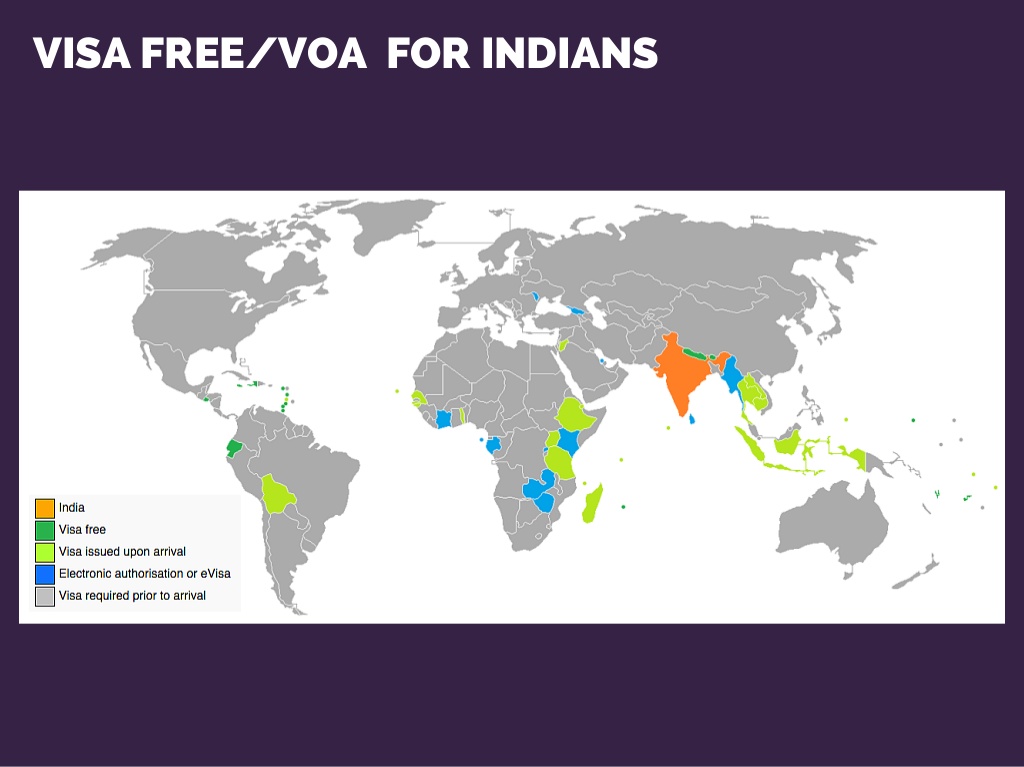 VISA FREE/VOA FOR INDIANS
India
Visa free
Visa issued upon arrival
Electronic authorisation or eVisa
Visa required prior to arrival